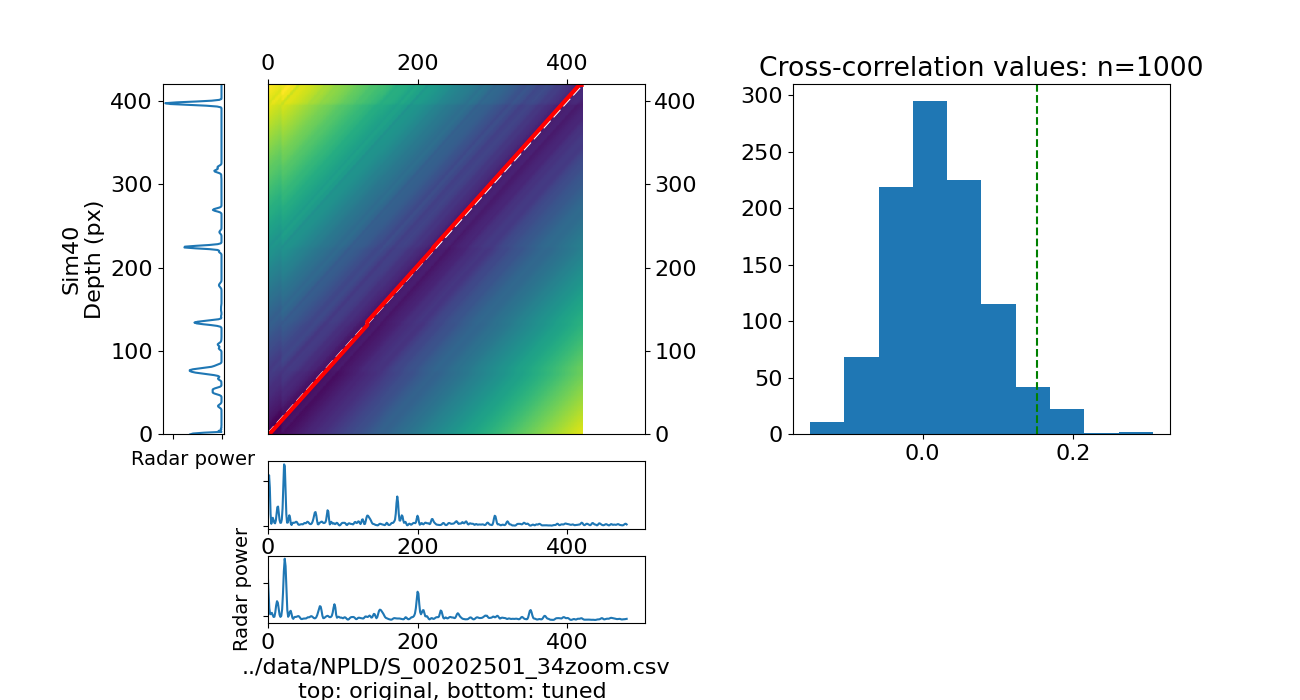 Cross-correlation values: n=1000
0 200 400
400
300
200
100
0
Sim40
Depth (px)
Radar power
400
300
200
100
0
300
250
200
150
100
50
0
0.0 0.2
0 200 400
Radar power
0 200 400
../data/NPLD/S_00202501_34zoom.csv
top: original, bottom: tuned